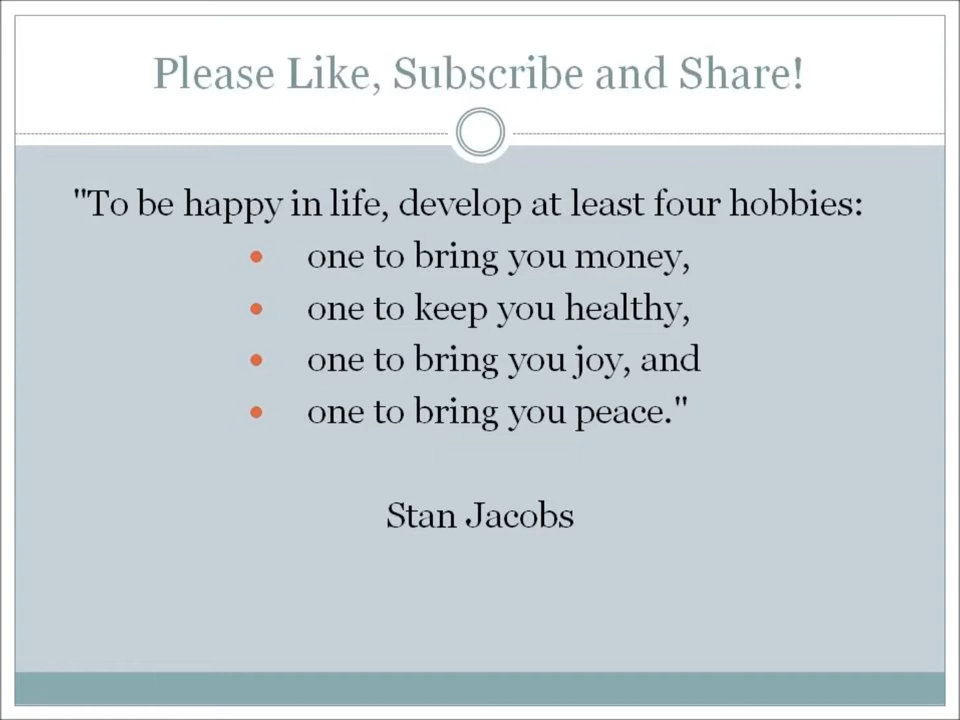 Please Like, Subscribe and Share!
"To be happy in life, develop at least four hobbies:
• one to bring you money,
• one to keep you healthy,
• one to bring you joy, and
• one to bring you peace."
Stan Jacobs